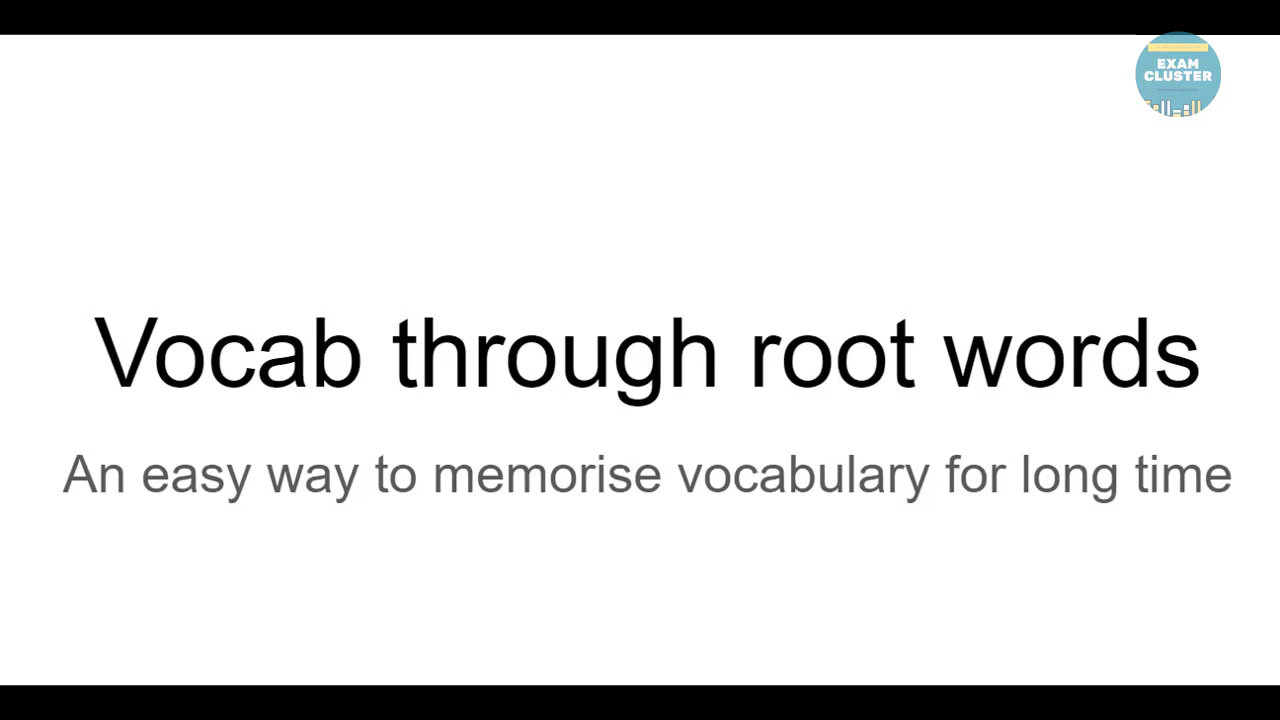 EXAM
CLUSTER
Vocab through root words
An easy way to memorise vocabulary for long time